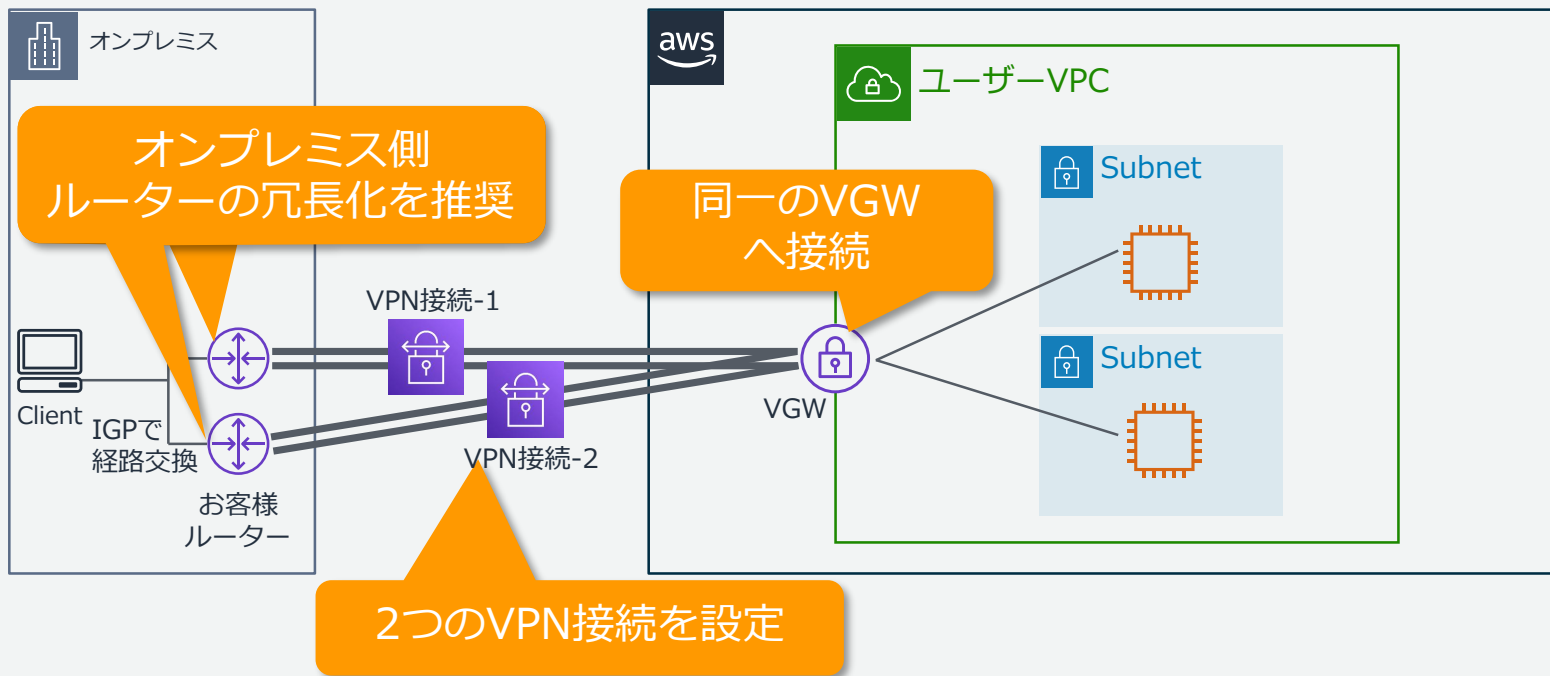 オンプレミス
aws
ユーザーVPC
オンプレミス側
ルーターの冗長化を推奨
同一のVGW
へ接続
Subnet
VPN接続-1
Subnet
Client
IGPで
経路交換
VGW
VPN接続-2
お客様
ルーター
2つのVPN接続を設定